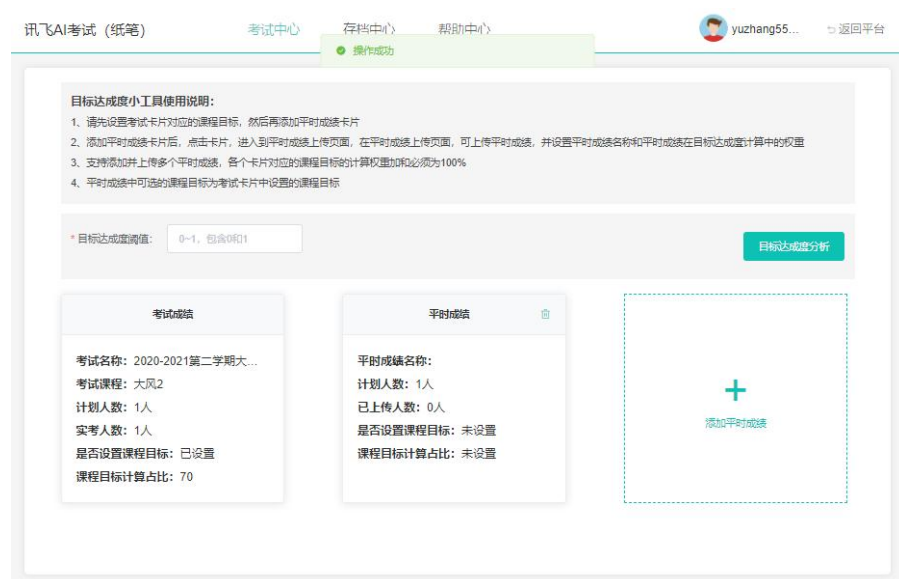 讯飞AI考试（纸笔） 考试中心 存档中心 帮助中心 yuzhang55... 返回平台
操作成功
目标达成度小工具使用说明：
1、请先设置考试卡片对应的课程目标，然后再添加平时成绩卡片
2、添加平时成绩卡片后，点击卡片，进入到平时成绩上传页面，在平时成绩上传页面，可上传平时成绩，并设置平时成绩名称和平时成绩在目标达成度计算中的权重
3、支持添加并上传多个平时成绩，各个卡片对应的课程目标的计算权重加和必须为100%
4、平时成绩中可选的课程目标为考试卡片中设置的课程目标
* 目标达成度阈值： 0~1，包含0和1 目标达成度分析
考试成绩
考试名称：2020-2021第二学期大...
考试课程：大风2
计划人数：1人
实考人数：1人
是否设置课程目标：已设置
课程目标计算占比：70
平时成绩
平时成绩名称：
计划人数：1人
已上传人数：0人
是否设置课程目标：未设置
课程目标计算占比：未设置
添加平时成绩